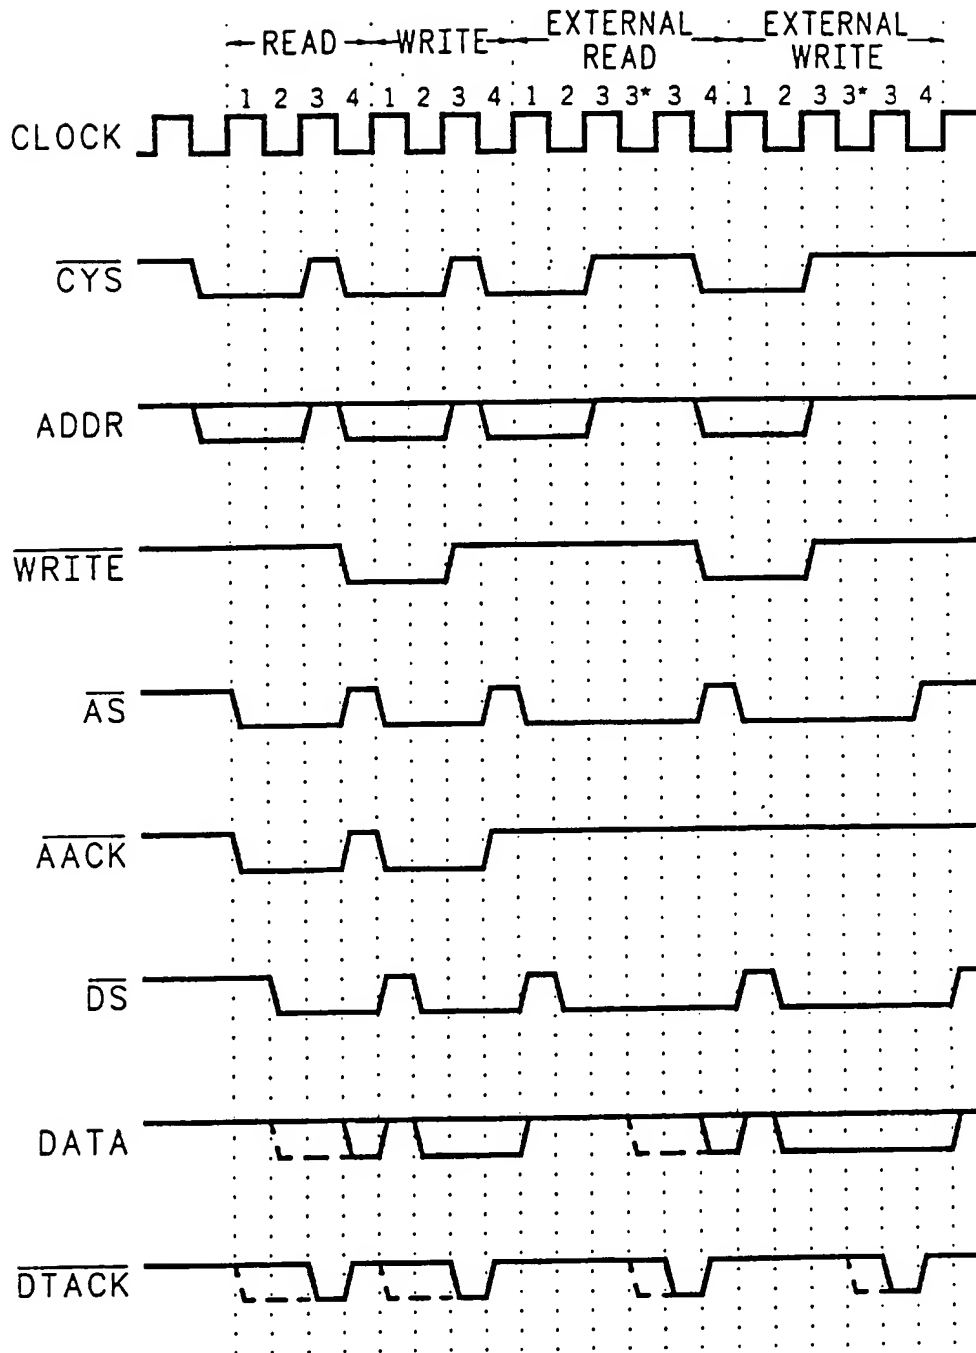 READ WRITE EXTERNAL READ EXTERNAL WRITE
1 2 3 4 1 2 3 4 1 2 3 3* 3 4 1 2 3 3* 3 4
CLOCK
CYS
ADDR
WRITE
AS
AACK
DS
DATA
DTACK